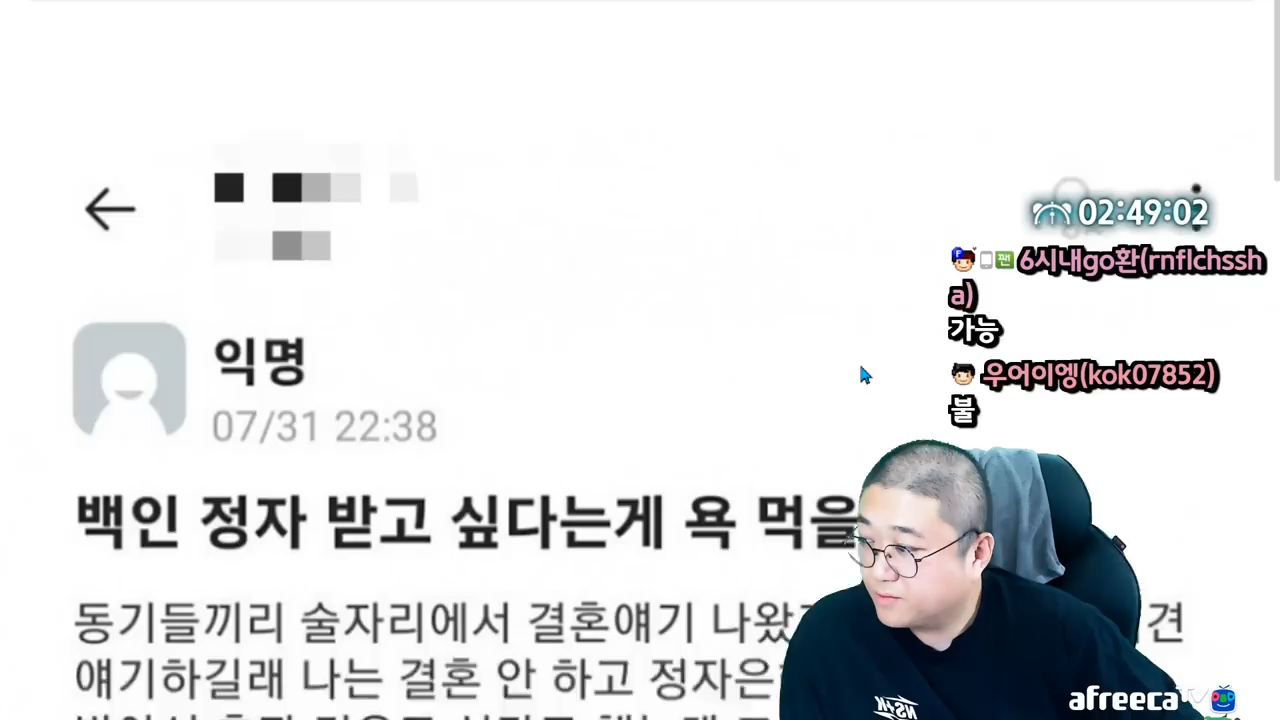 02:49:02
6시내go환(rnflchssh
a)
가능
우어이엥(kok07852)
불
익명
07/31 22:38
백인 정자 받고 싶다는게 욕 먹을
동기들끼리 술자리에서 결혼얘기 나왔 견
얘기하길래 나는 결혼 안 하고 정자은
afreecaTV